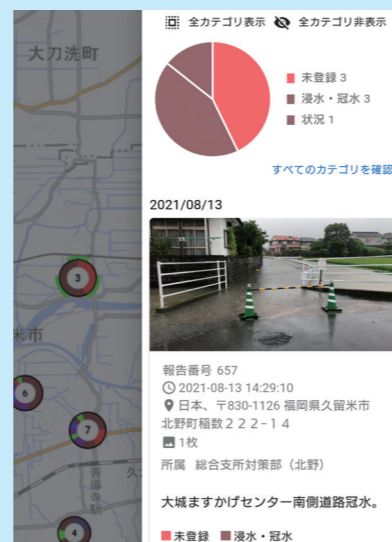 全カテゴリ表示 全カテゴリ非表示
大刀洗町
未登録 3
浸水・冠水 3
状況 1
すべてのカテゴリを確認
2021/08/13
3
米市
6
7
善導寺駅
久
4
報告番号 657
2021-08-13 14:29:10
日本、〒830-1126 福岡県久留米市
北野町稲数222-14
1枚
所属 総合支所対策部（北野）
大城ますかげセンター南側道路冠水。
未登録 浸水・冠水